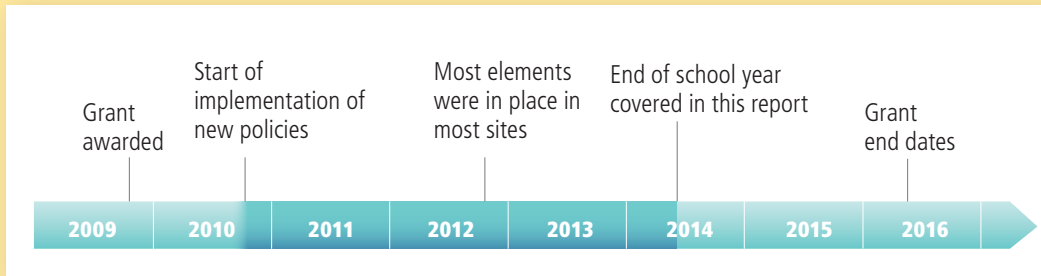 Grant
awarded
Start of
implementation of
new policies
Most elements
were in place in
most sites
End of school year
covered in this report
Grant
end dates
2009 2010 2011 2012 2013 2014 2015 2016